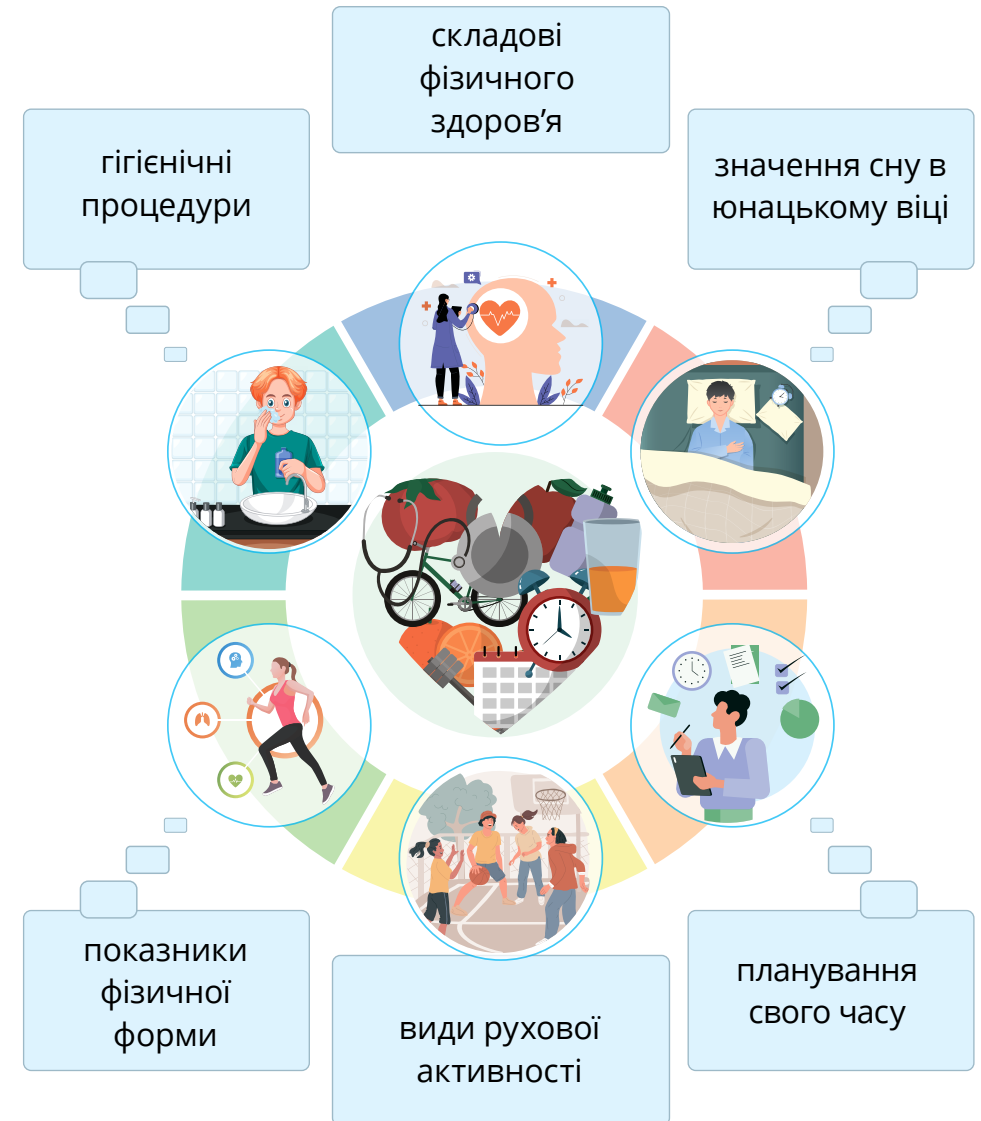 складові
фізичного
здоров’я
гігієнічні
процедури
значення сну в
юнацькому віці
показники
фізичної
форми
види рухової
активності
планування
свого часу